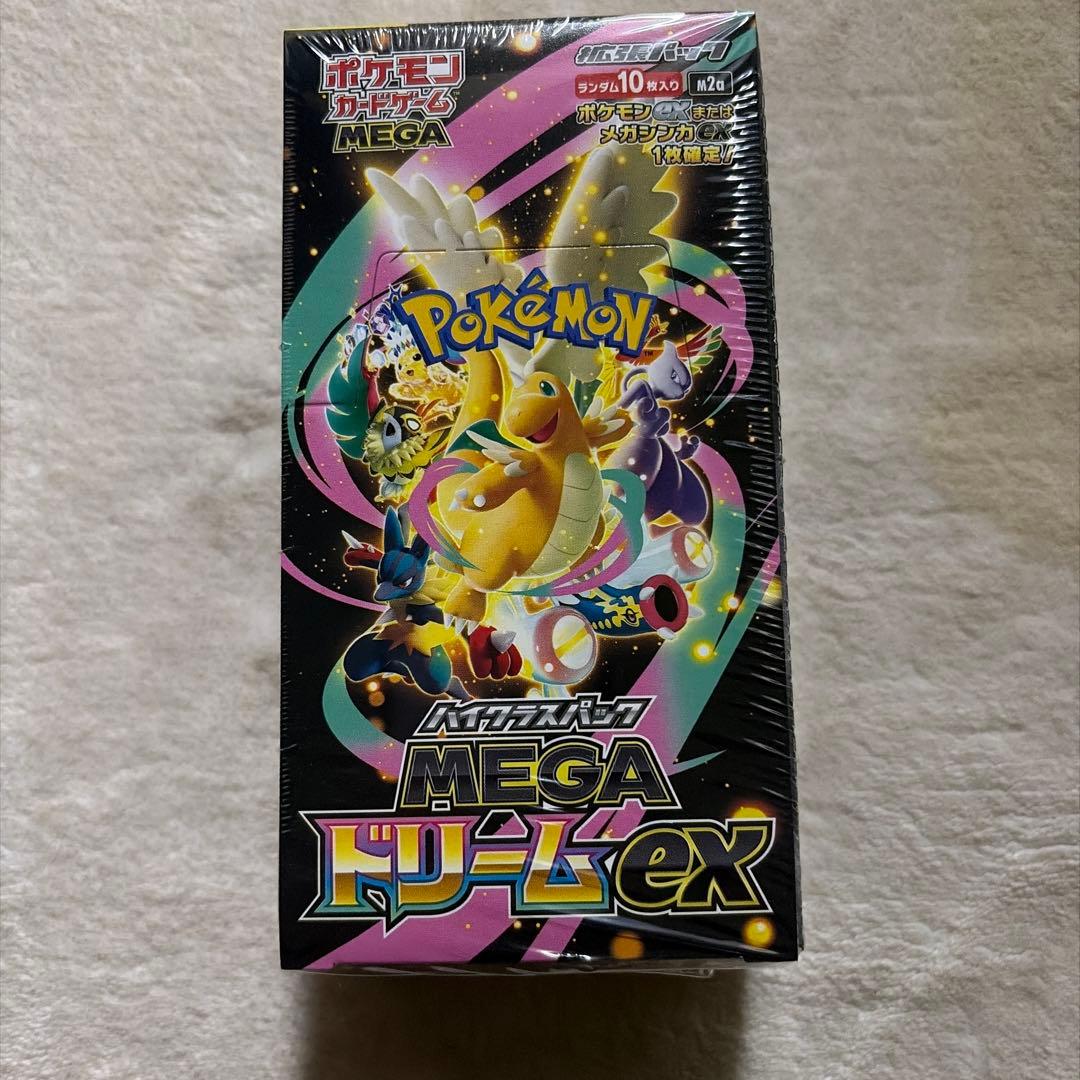 ポケモン
カードゲーム
MEGA
拡張パック
ランダム10枚入り M2a
ポケモンexまたは
メガシンカex
1枚確定!
POKéMON
ハイクラスパック
MEGA
ドリームex